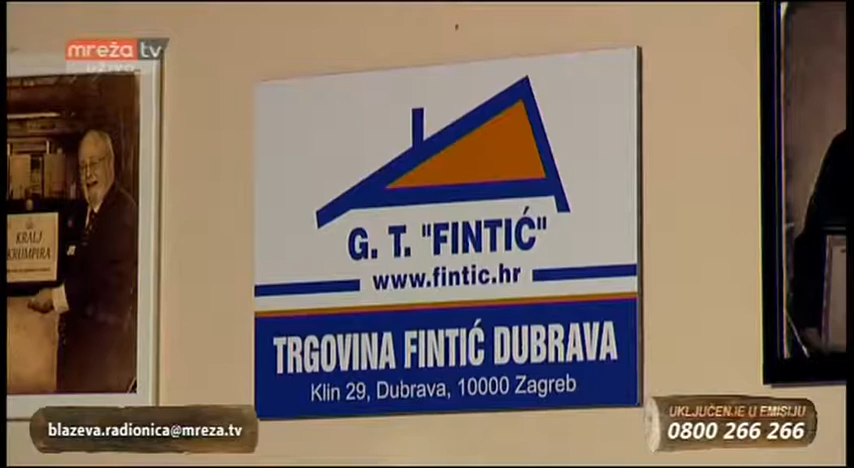 mreža tv
uživo
KRALJ
KRUMPIRA
G. T. "FINTIĆ"
www.fintic.hr
TRGOVINA FINTIĆ DUBRAVA
Klin 29, Dubrava, 10000 Zagreb
blazeva.radionica@mreza.tv
UKLJUČENJE U EMISIJU
0800 266 266